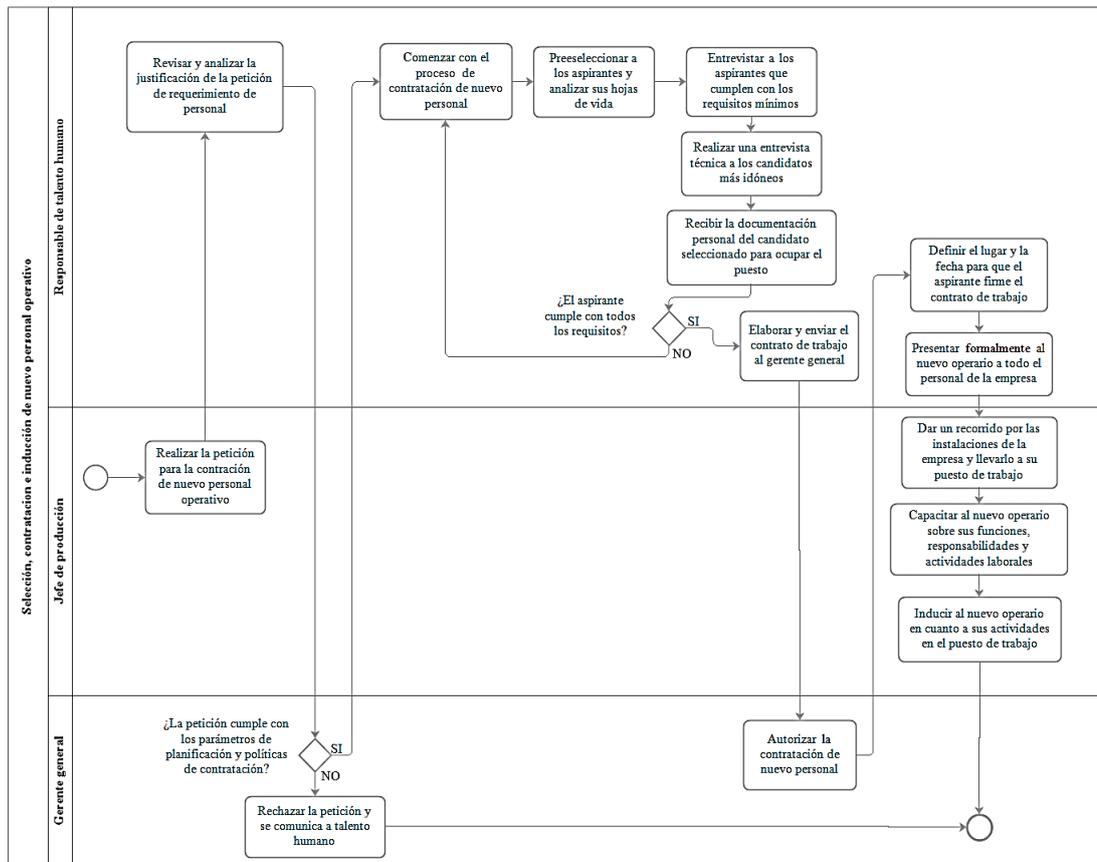 Selección, contratacion e inducción de nuevo personal operativo
Responsable de talento humano
Revisar y analizar la
justificación de la petición
de requerimiento de
personal
Comenzar con el
proceso de
contratación de nuevo
personal
Preeseleccionar a
los aspirantes y
analizar sus hojas
de vida
Entrevistar a los
aspirantes que
cumplen con los
requisitos mínimos
Realizar una entrevista
técnica a los candidatos
más idóneos
Recibir la documentación
personal del candidato
seleccionado para ocupar el
puesto
¿El aspirante
cumple con todos
los requisitos?
SI
NO
Elaborar y enviar el
contrato de trabajo
al gerente general
Definir el lugar y la
fecha para que el
aspirante firme el
contrato de trabajo
Presentar formalmente al
nuevo operario a todo el
personal de la empresa
Jefe de producción
Realizar la petición
para la contración
de nuevo personal
operativo
Dar un recorrido por las
instalaciones de la
empresa y llevarlo a su
puesto de trabajo
Capacitar al nuevo operario
sobre sus funciones,
responsabilidades y
actividades laborales
Inducir al nuevo operario
en cuanto a sus actividades
en el puesto de trabajo
Gerente general
¿La petición cumple con
los parámetros de
planificación y políticas
de contratación?
SI
NO
Rechazar la petición y
se comunica a talento
humano
Autorizar la
contratación de
nuevo personal